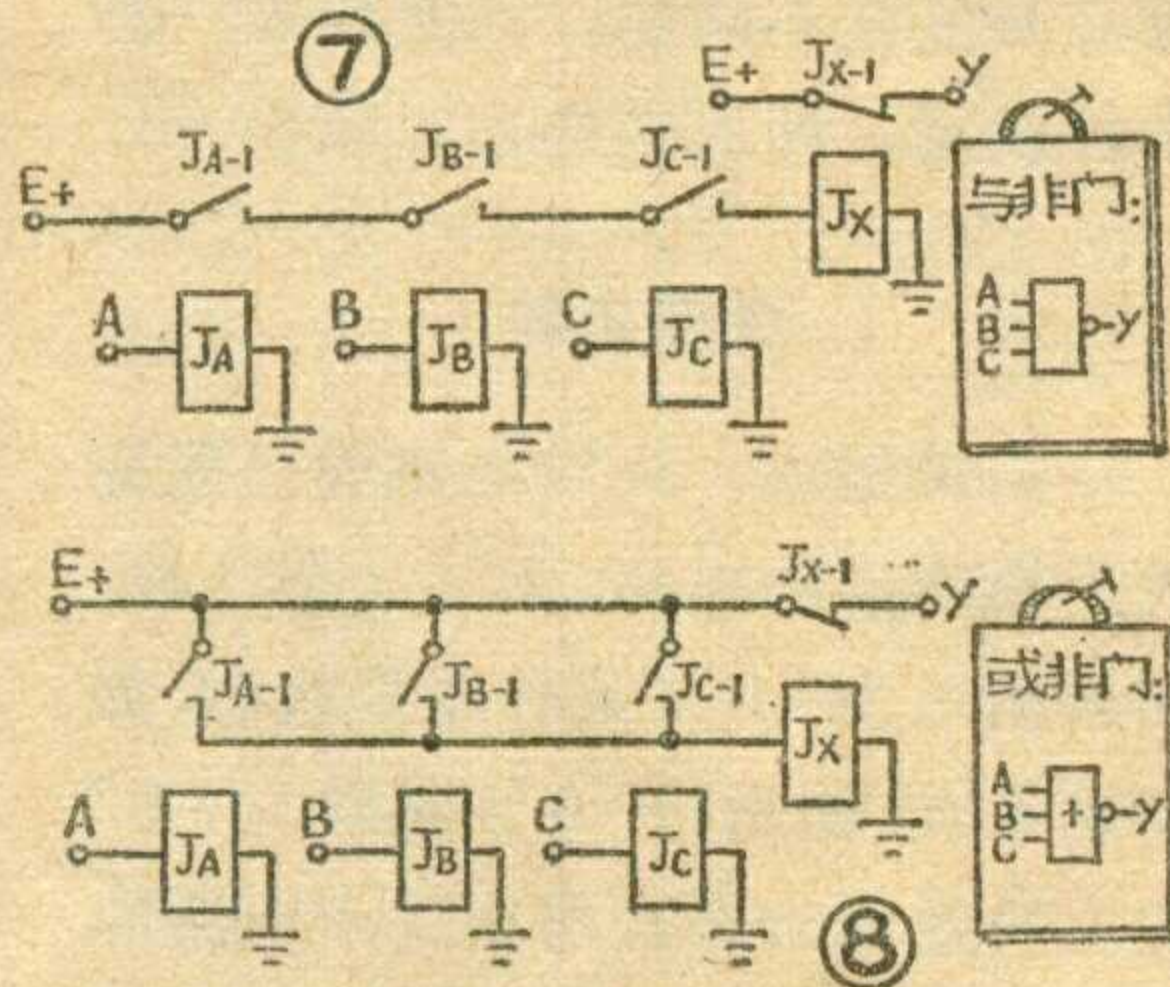 ⑦
E+ JX-1 Y
E+ JA-1 JB-1 JC-1 JX
A JA B JB C JC
与非门:
A
B
C
Y
E+ JX-1 Y
JA-1 JB-1 JC-1 JX
A JA B JB C JC
或非门:
A
B
C
+
Y
⑧